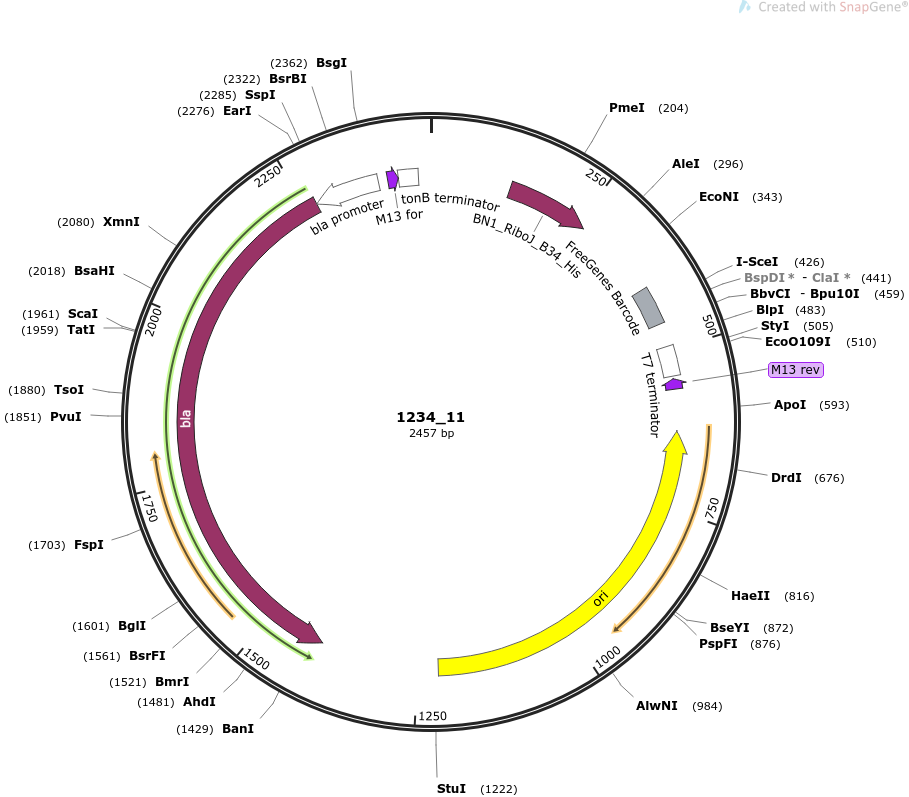 Created with SnapGene®
(2362) BsgI
(2322) BsrBI
(2285) SspI
(2276) EarI
PmeI (204)
AleI (296)
EcoNI (343)
I-SceI (426)
BspDI * - ClaI * (441)
BbvCI - Bpu10I (459)
BlpI (483)
StyI (505)
EcoO109I (510)
M13 rev
ApoI (593)
DrdI (676)
HaeII (816)
BseYI (872)
PspFI (876)
AlwNI (984)
StuI (1222)
(1429) BanI
(1481) AhdI
(1521) BmrI
(1561) BsrFI
(1601) BglI
(1703) FspI
(1851) PvuI
(1880) TsoI
(1959) TatI
(1961) ScaI
(2018) BsaHI
(2080) XmnI
250
500
750
1000
1250
1500
1750
2000
2250
bla promoter
M13 for
tonB terminator
BN1_RiboJ_B34_His
FreeGenes Barcode
T7 terminator
ori
bla
1234_11
2457 bp